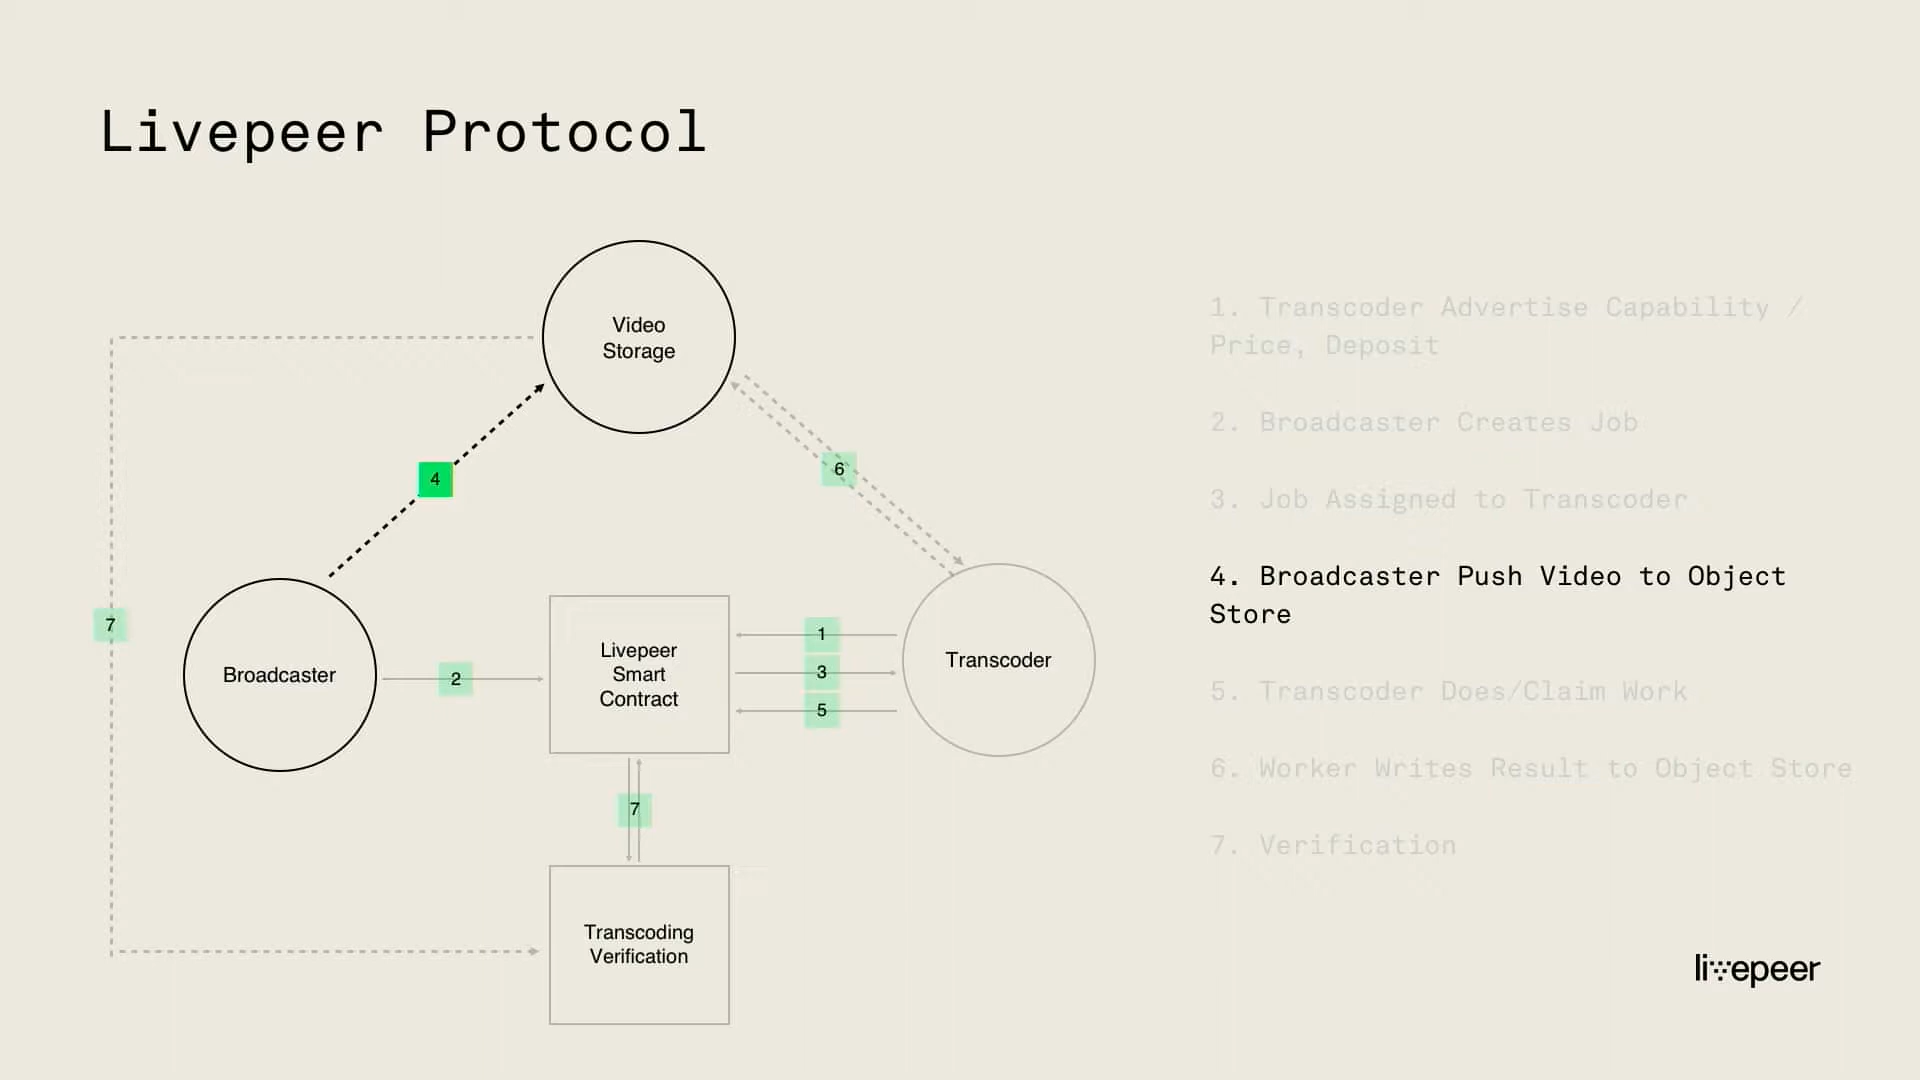 Livepeer Protocol
Video
Storage
4
6
7
Broadcaster
2
Livepeer
Smart
Contract
1
3
5
Transcoder
7
Transcoding
Verification
1. Transcoder Advertise Capability /
Price, Deposit
2. Broadcaster Creates Job
3. Job Assigned to Transcoder
4. Broadcaster Push Video to Object
Store
5. Transcoder Does/Claim Work
6. Worker Writes Result to Object Store
7. Verification
livepeer